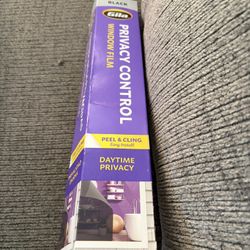 BLACK
Gila
PRIVACY CONTROL
WINDOW FILM
PEEL & CLING
Easy Install!
DAYTIME
PRIVACY